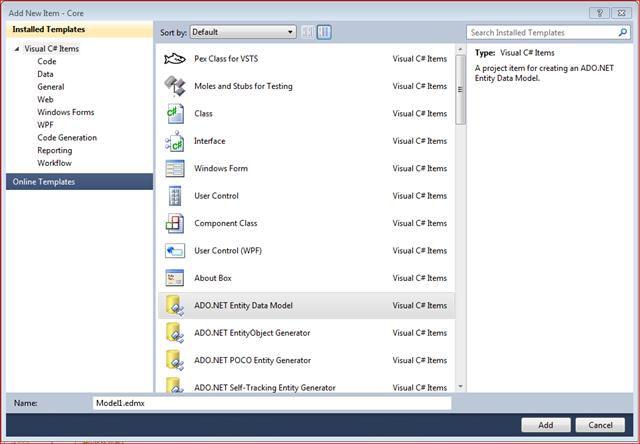 Add New Item - Core
Installed Templates
Visual C# Items
Code
Data
General
Web
Windows Forms
WPF
Code Generation
Reporting
Workflow
Online Templates
Sort by: Default
Pex Class for VSTS Visual C# Items
Moles and Stubs for Testing Visual C# Items
Class Visual C# Items
Interface Visual C# Items
Windows Form Visual C# Items
User Control Visual C# Items
Component Class Visual C# Items
User Control (WPF) Visual C# Items
About Box Visual C# Items
ADO.NET Entity Data Model Visual C# Items
ADO.NET EntityObject Generator Visual C# Items
ADO.NET POCO Entity Generator Visual C# Items
ADO.NET Self-Tracking Entity Generator Visual C# Items
Search Installed Templates
Type: Visual C# Items
A project item for creating an ADO.NET
Entity Data Model.
Name: Model1.edmx
Add Cancel